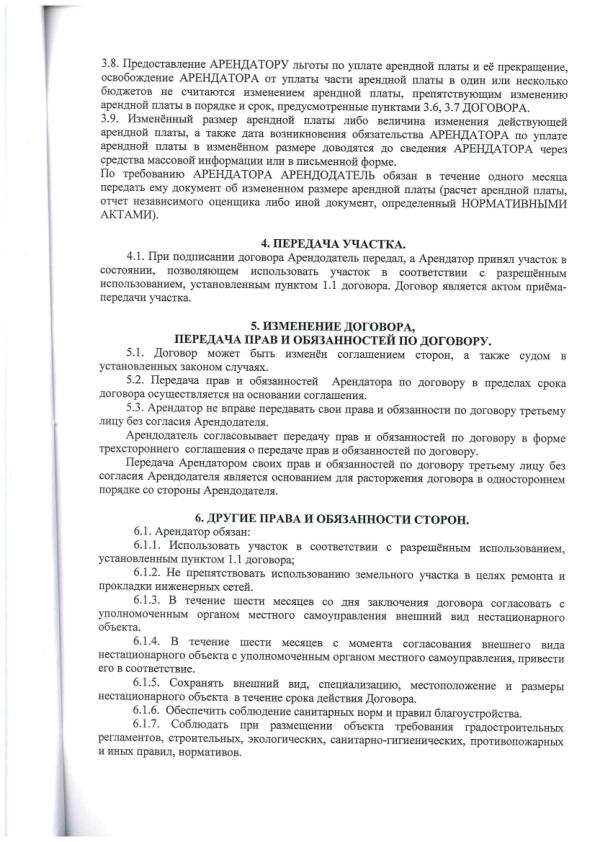 3.8. Предоставление АРЕНДАТОРУ льготы по уплате арендной платы и её прекращение,
освобождение АРЕНДАТОРА от уплаты части арендной платы в один или несколько
бюджетов не считаются изменением арендной платы, препятствующим изменению
арендной платы в порядке и срок, предусмотренные пунктами 3.6, 3.7 ДОГОВОРА.
3.9. Изменённый размер арендной платы либо величина изменения действующей
арендной платы, а также дата возникновения обязательства АРЕНДАТОРА по уплате
арендной платы в изменённом размере доводятся до сведения АРЕНДАТОРА через
средства массовой информации или в письменной форме.
По требованию АРЕНДАТОРА АРЕНДОДАТЕЛЬ обязан в течение одного месяца
передать ему документ об измененном размере арендной платы (расчет арендной платы,
отчет независимого оценщика либо иной документ, определенный НОРМАТИВНЫМИ
АКТАМИ).
4. ПЕРЕДАЧА УЧАСТКА.
4.1. При подписании договора Арендодатель передал, а Арендатор принял участок в
состоянии, позволяющем использовать участок в соответствии с разрешённым
использованием, установленным пунктом 1.1 договора. Договор является актом приёма-
передачи участка.
5. ИЗМЕНЕНИЕ ДОГОВОРА,
ПЕРЕДАЧА ПРАВ И ОБЯЗАННОСТЕЙ ПО ДОГОВОРУ.
5.1. Договор может быть изменён соглашением сторон, а также судом в
установленных законом случаях.
5.2. Передача прав и обязанностей Арендатора по договору в пределах срока
договора осуществляется на основании соглашения.
5.3. Арендатор не вправе передавать свои права и обязанности по договору третьему
лицу без согласия Арендодателя.
Арендодатель согласовывает передачу прав и обязанностей по договору в форме
трехстороннего соглашения о передаче прав и обязанностей по договору.
Передача Арендатором своих прав и обязанностей по договору третьему лицу без
согласия Арендодателя является основанием для расторжения договора в одностороннем
порядке со стороны Арендодателя.
6. ДРУГИЕ ПРАВА И ОБЯЗАННОСТИ СТОРОН.
6.1. Арендатор обязан:
6.1.1. Использовать участок в соответствии с разрешённым использованием,
установленным пунктом 1.1 договора;
6.1.2. Не препятствовать использованию земельного участка в целях ремонта и
прокладки инженерных сетей.
6.1.3. В течение шести месяцев со дня заключения договора согласовать с
уполномоченным органом местного самоуправления внешний вид нестационарного
объекта.
6.1.4. В течение шести месяцев с момента согласования внешнего вида
нестационарного объекта с уполномоченным органом местного самоуправления, привести
его в соответствие.
6.1.5. Сохранять внешний вид, специализацию, местоположение и размеры
нестационарного объекта в течение срока действия Договора.
6.1.6. Обеспечить соблюдение санитарных норм и правил благоустройства.
6.1.7. Соблюдать при размещении объекта требования градостроительных
регламентов, строительных, экологических, санитарно-гигиенических, противопожарных
и иных правил, нормативов.